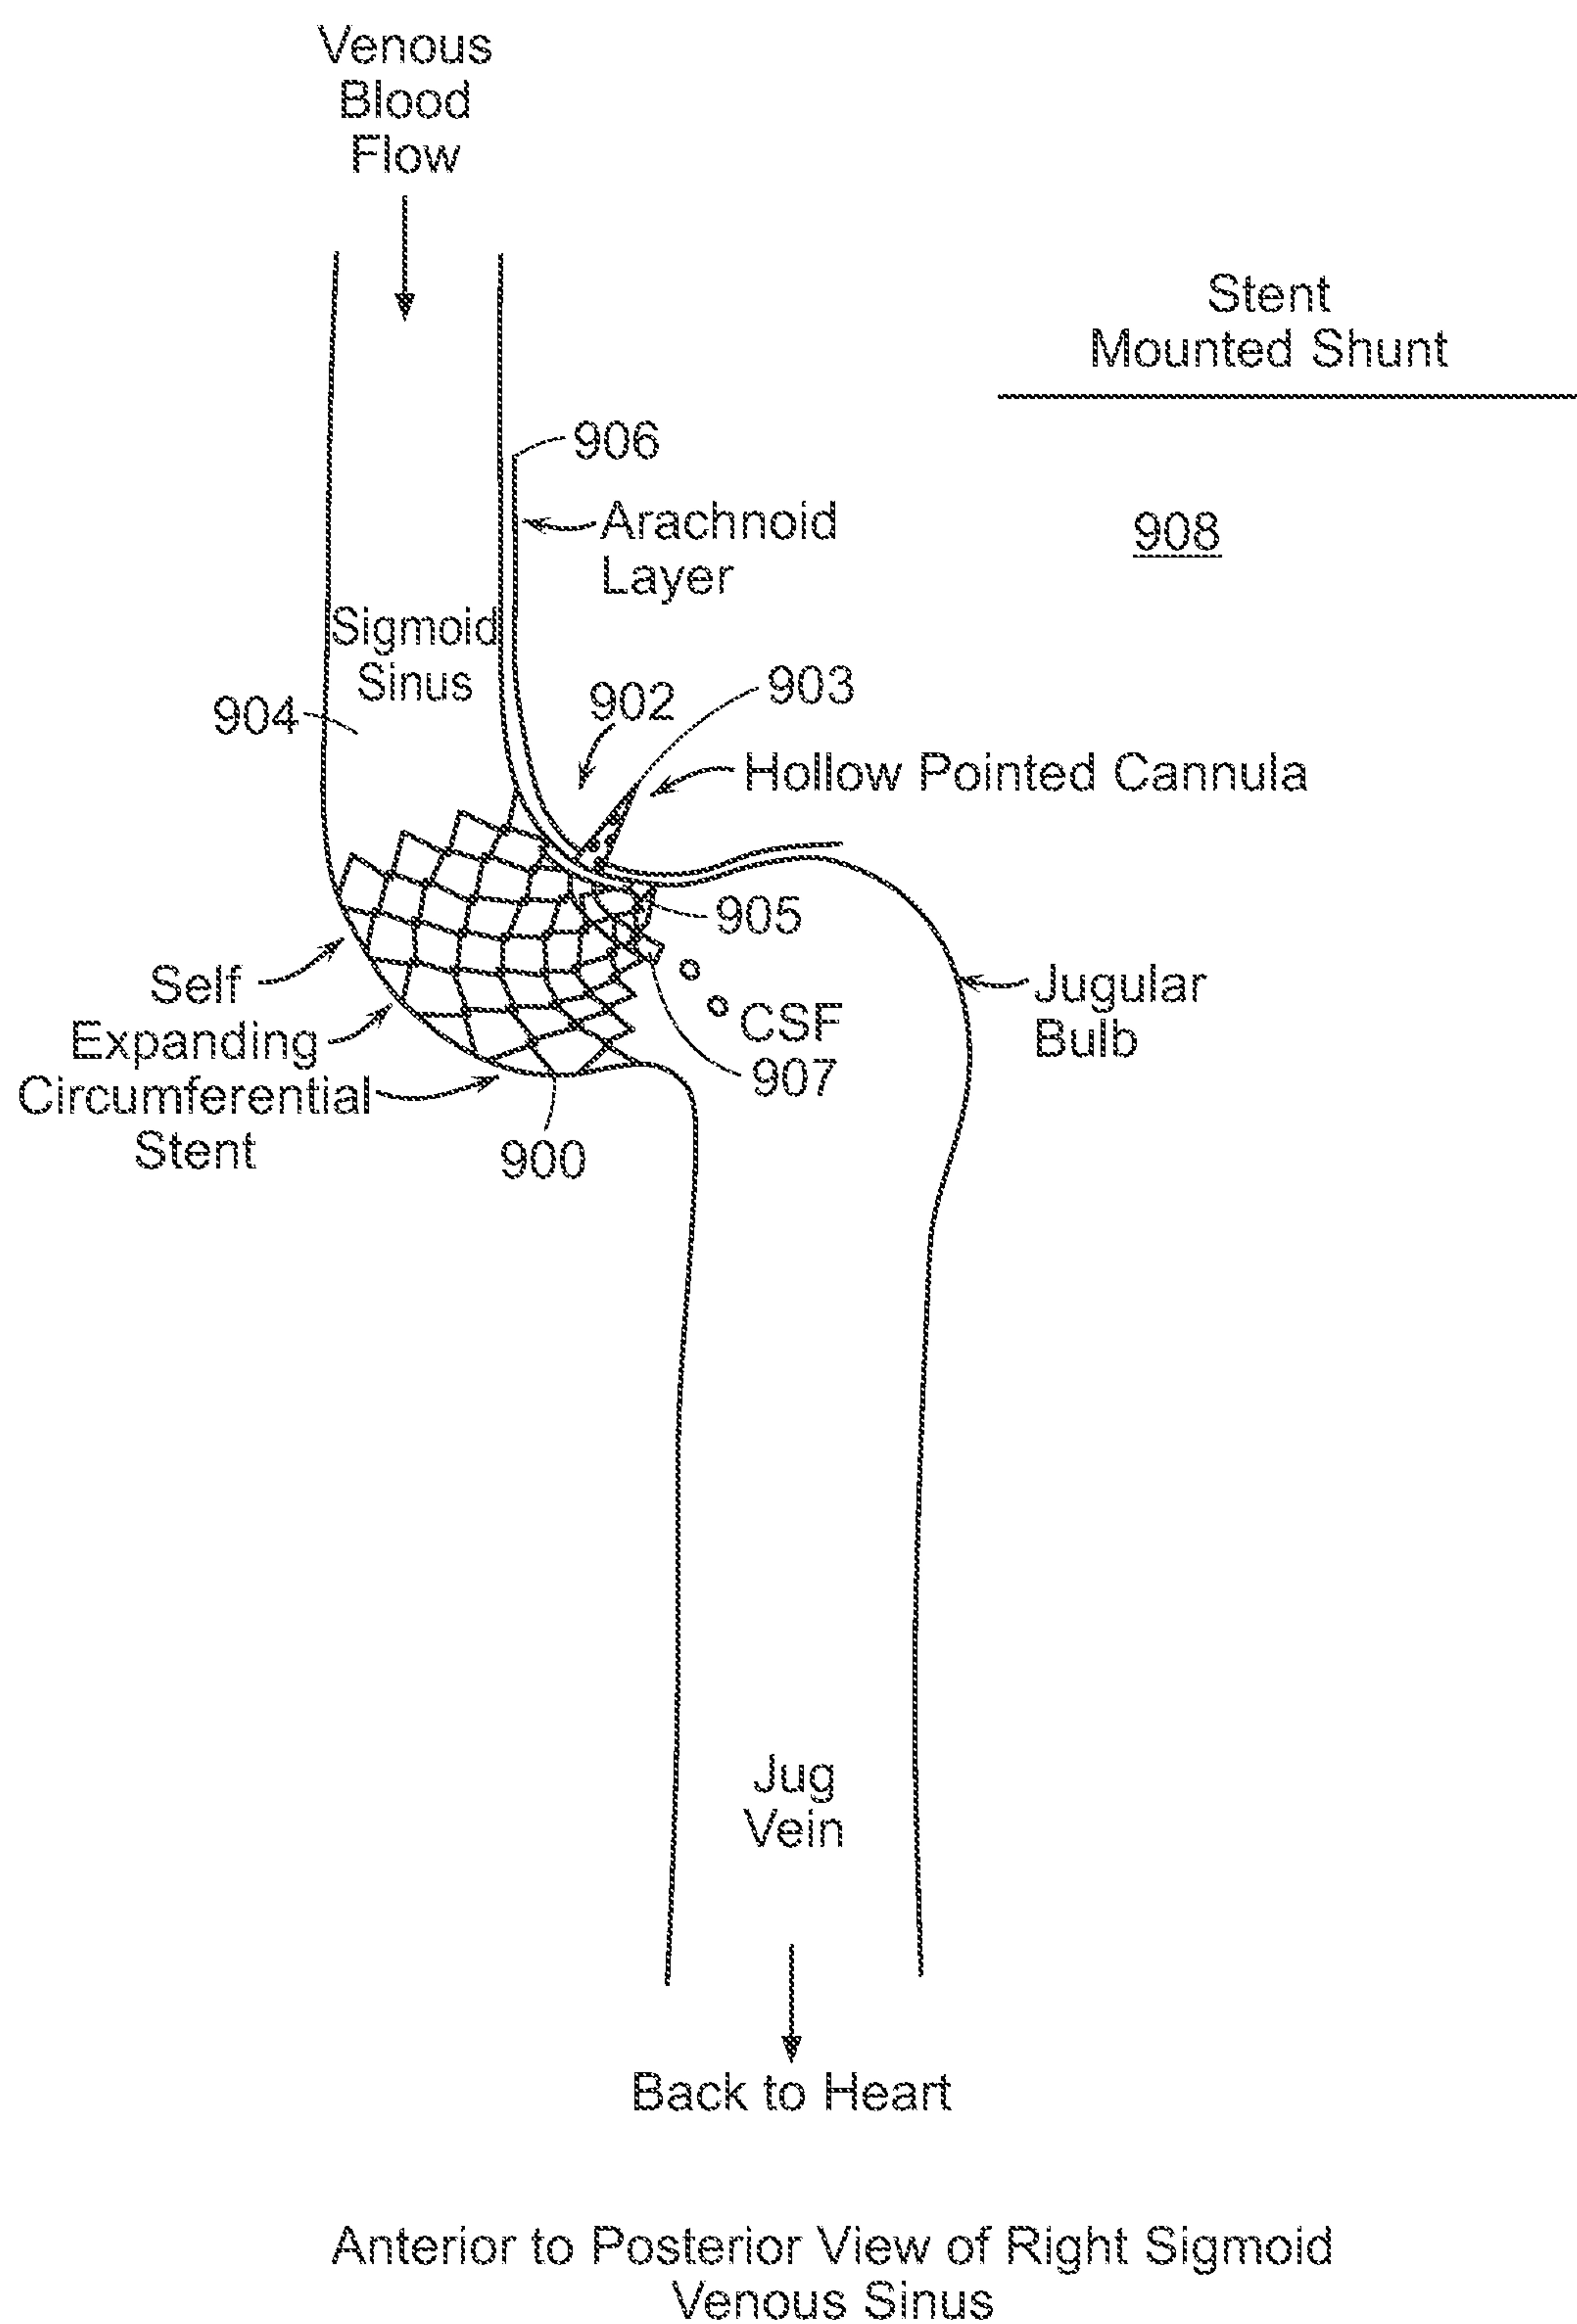 Venous
Blood
Flow
Stent
Mounted Shunt
906
Arachnoid
Layer
908
Sigmoid
Sinus
904
902
903
Hollow Pointed Cannula
905
Self
Expanding
Circumferential
Stent
CSF
907
900
Jugular
Bulb
Jug
Vein
Back to Heart
Anterior to Posterior View of Right Sigmoid
Venous Sinus